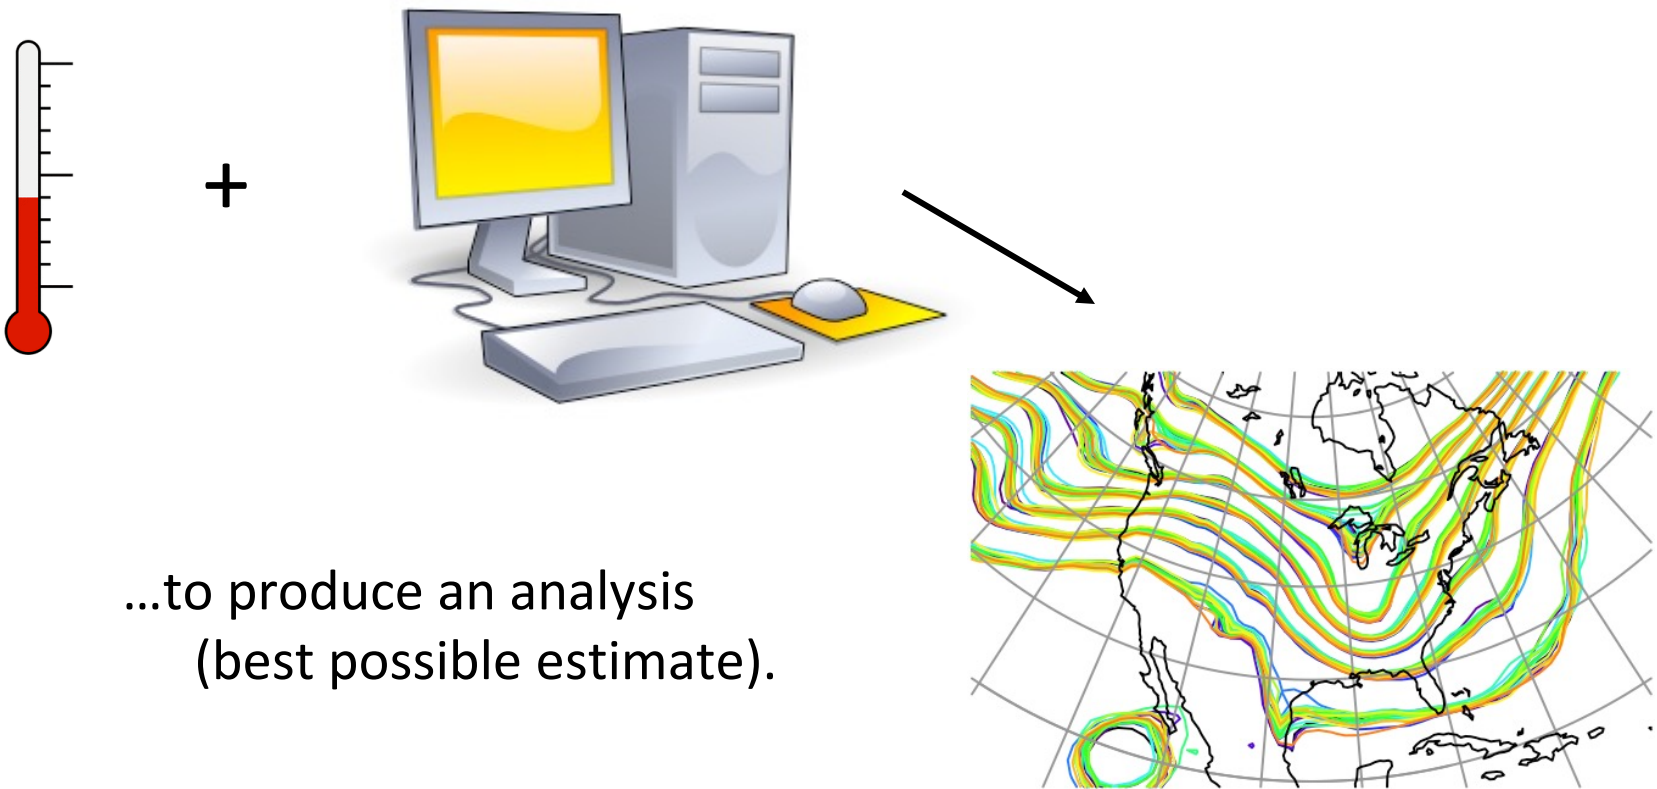 +
…to produce an analysis
(best possible estimate).